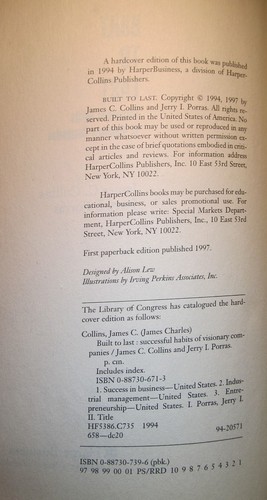 A hardcover edition of this book was published
in 1994 by HarperBusiness, a division of Harper-
Collins Publishers.
BUILT TO LAST. Copyright © 1994, 1997 by
James C. Collins and Jerry I. Porras. All rights re-
served. Printed in the United States of America. No
part of this book may be used or reproduced in any
manner whatsoever without written permission ex-
cept in the case of brief quotations embodied in criti-
cal articles and reviews. For information address
HarperCollins Publishers, Inc. 10 East 53rd Street,
New York, NY 10022.
HarperCollins books may be purchased for edu-
cational, business, or sales promotional use. For
information please write: Special Markets Depart-
ment, HarperCollins Publishers, Inc., 10 East 53rd
Street, New York, NY 10022.
First paperback edition published 1997.
Designed by Alison Lew
Illustrations by Irving Perkins Associates, Inc.
The Library of Congress has catalogued the hard-
cover edition as follows:
Collins, James C. (James Charles)
Built to last : successful habits of visionary com-
panies / James C. Collins and Jerry I. Porras.
p. cm.
Includes index.
ISBN 0-88730-671-3
1. Success in business—United States. 2. Indus-
trial management—United States. 3. Entre-
preneurship—United States. I. Porras, Jerry I.
II. Title
HF5386.C735 1994
658—dc20 94-20571
ISBN 0-88730-739-6 (pbk.)
97 98 99 00 01 PS/RRD 10 9 8 7 6 5 4 3 2 1